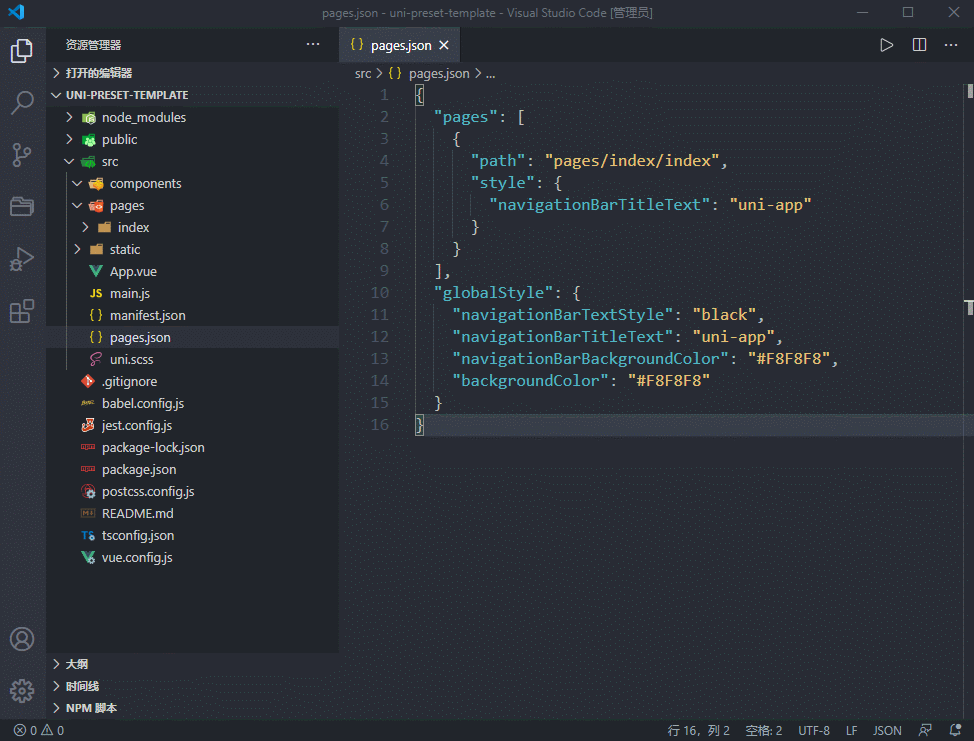 pages.json - uni-preset-template - Visual Studio Code [管理员]
资源管理器
打开的编辑器
UNI-PRESET-TEMPLATE
node_modules
public
src
components
pages
index
static
App.vue
JS main.js
{ } manifest.json
{ } pages.json
uni.scss
.gitignore
babel.config.js
jest.config.js
package-lock.json
package.json
postcss.config.js
README.md
TS tsconfig.json
vue.config.js
大纲
时间线
NPM 脚本
{ } pages.json
src > { } pages.json > ...
1 {
2 "pages": [
3 {
4 "path": "pages/index/index",
5 "style": {
6 "navigationBarTitleText": "uni-app"
7 }
8 }
9 ],
10 "globalStyle": {
11 "navigationBarTextStyle": "black",
12 "navigationBarTitleText": "uni-app",
13 "navigationBarBackgroundColor": "#F8F8F8",
14 "backgroundColor": "#F8F8F8"
15 }
16 }
0 0
行 16，列 2 空格: 2 UTF-8 LF JSON